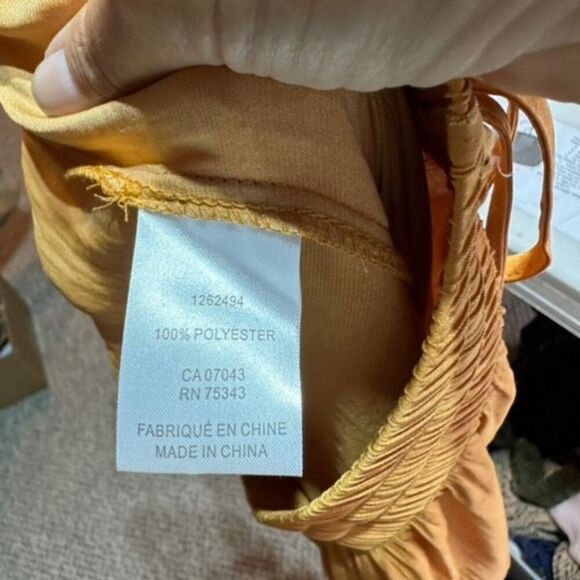 1262494
100% POLYESTER
CA 07043
RN 75343
FABRIQUÉ EN CHINE
MADE IN CHINA